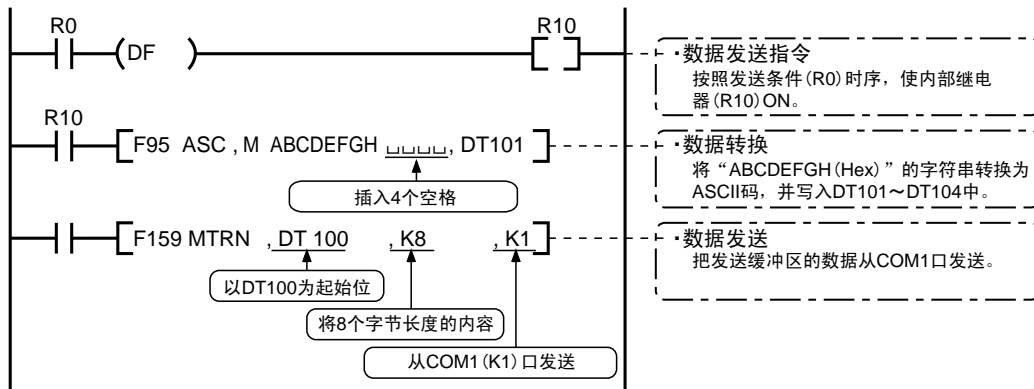 R0
(DF )
R10
·数据发送指令
按照发送条件(R0)时序，使内部继电
器(R10)ON。
R10
F95 ASC , M ABCDEFGH ␣␣␣␣, DT101
插入4个空格
·数据转换
将“ABCDEFGH(Hex)”的字符串转换为
ASCII码，并写入DT101～DT104中。
F159 MTRN , DT 100 , K8 , K1
以DT100为起始位
将8个字节长度的内容
从COM1(K1)口发送
·数据发送
把发送缓冲区的数据从COM1口发送。